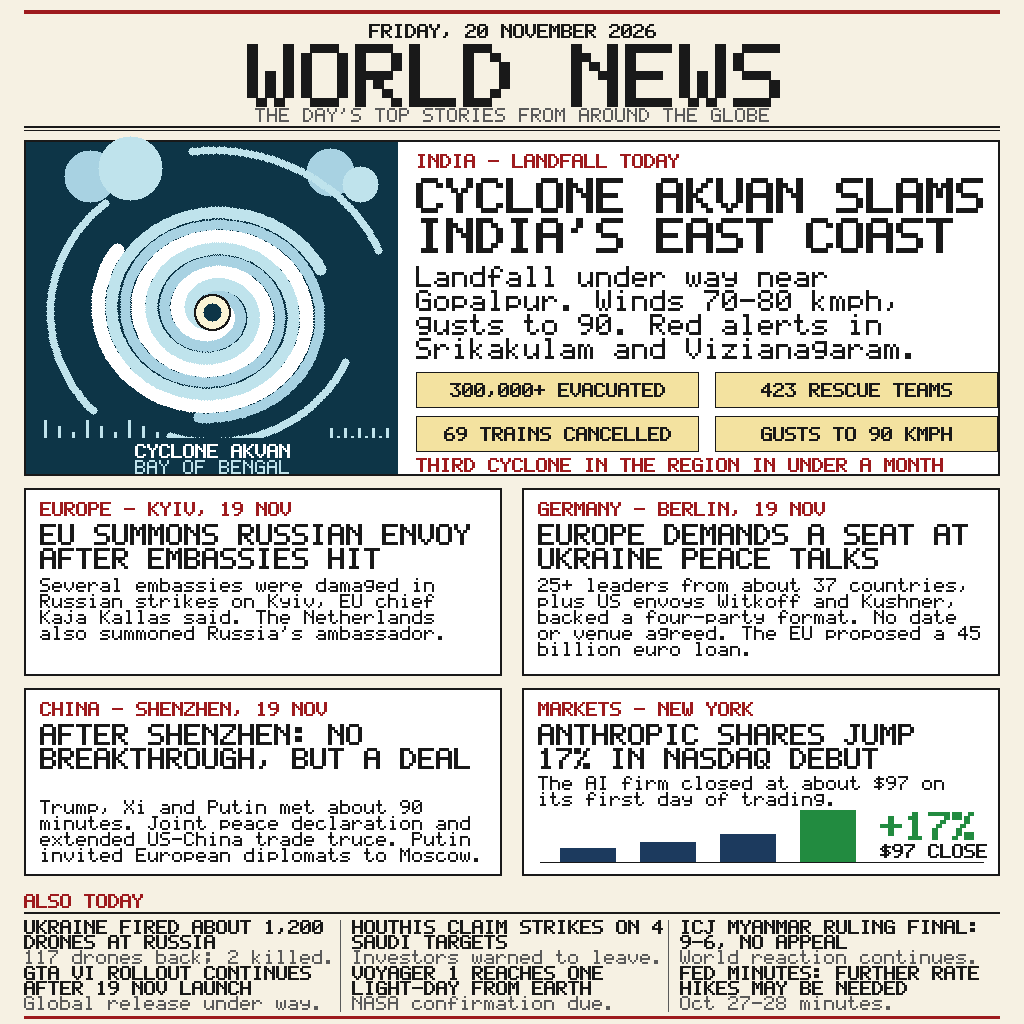 FRIDAY, 20 NOVEMBER 2026
WORLD NEWS
THE DAY'S TOP STORIES FROM AROUND THE GLOBE
CYCLONE AKVAN
BAY OF BENGAL
INDIA - LANDFALL TODAY
CYCLONE AKVAN SLAMS
INDIA'S EAST COAST
Landfall under way near
Gopalpur. Winds 70-80 kmph,
gusts to 90. Red alerts in
Srikakulam and Vizianagaram.
300,000+ EVACUATED
423 RESCUE TEAMS
69 TRAINS CANCELLED
GUSTS TO 90 KMPH
THIRD CYCLONE IN THE REGION IN UNDER A MONTH
EUROPE - KYIV, 19 NOV
EU SUMMONS RUSSIAN ENVOY
AFTER EMBASSIES HIT
Several embassies were damaged in
Russian strikes on Kyiv, EU chief
Kaja Kallas said. The Netherlands
also summoned Russia's ambassador.
GERMANY - BERLIN, 19 NOV
EUROPE DEMANDS A SEAT AT
UKRAINE PEACE TALKS
25+ leaders from about 37 countries,
plus US envoys Witkoff and Kushner,
backed a four-party format. No date
or venue agreed. The EU proposed a 45
billion euro loan.
CHINA - SHENZHEN, 19 NOV
AFTER SHENZHEN: NO
BREAKTHROUGH, BUT A DEAL
Trump, Xi and Putin met about 90
minutes. Joint peace declaration and
extended US-China trade truce. Putin
invited European diplomats to Moscow.
MARKETS - NEW YORK
ANTHROPIC SHARES JUMP
17% IN NASDAQ DEBUT
The AI firm closed at about $97 on
its first day of trading.
+17%
$97 CLOSE
ALSO TODAY
UKRAINE FIRED ABOUT 1,200
DRONES AT RUSSIA
117 drones back: 2 killed.
GTA VI ROLLOUT CONTINUES
AFTER 19 NOV LAUNCH
Global release under way.
HOUTHIS CLAIM STRIKES ON 4
SAUDI TARGETS
Investors warned to leave.
VOYAGER 1 REACHES ONE
LIGHT-DAY FROM EARTH
NASA confirmation due.
ICJ MYANMAR RULING FINAL:
9-6, NO APPEAL
World reaction continues.
FED MINUTES: FURTHER RATE
HIKES MAY BE NEEDED
Oct 27-28 minutes.